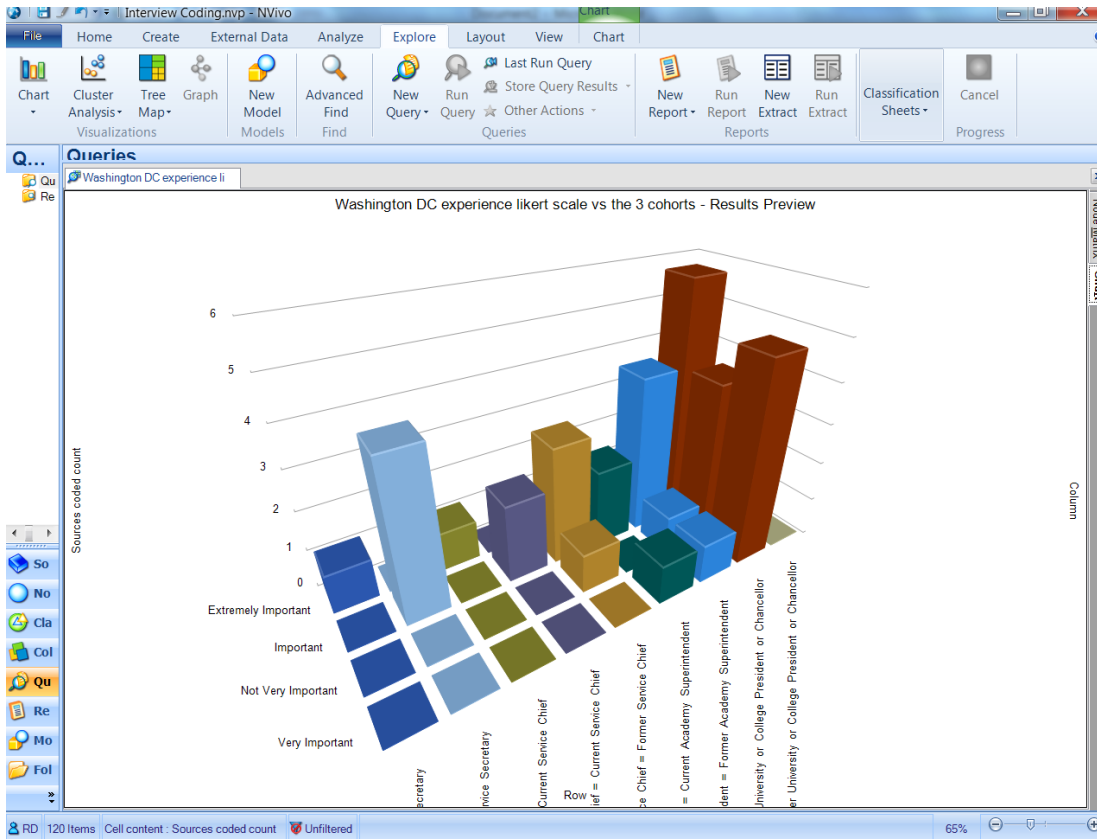 Interview Coding.nvp - NVivo
Chart
File Home Create External Data Analyze Explore Layout View Chart
Chart
Cluster Analysis
Tree Map
Graph
Visualizations
New Model
Models
Advanced Find
Find
New Query
Run Query
Last Run Query
Store Query Results
Other Actions
Queries
New Report
Run Report
New Extract
Run Extract
Reports
Classification Sheets
Cancel
Progress
Q...
Qu
Re
Queries
Washington DC experience li
Washington DC experience likert scale vs the 3 cohorts - Results Preview
6
5
4
3
2
1
0
Sources coded count
Column
Extremely Important
Important
Not Very Important
Very Important
ecretary
rvice Secretary
Current Service Chief
ief = Current Service Chief
e Chief = Former Service Chief
= Current Academy Superintendent
dent = Former Academy Superintendent
University or College President or Chancellor
er University or College President or Chancellor
Row
So
No
Cla
Col
Qu
Re
Mo
Fol
RD 120 Items Cell content : Sources coded count Unfiltered 65%